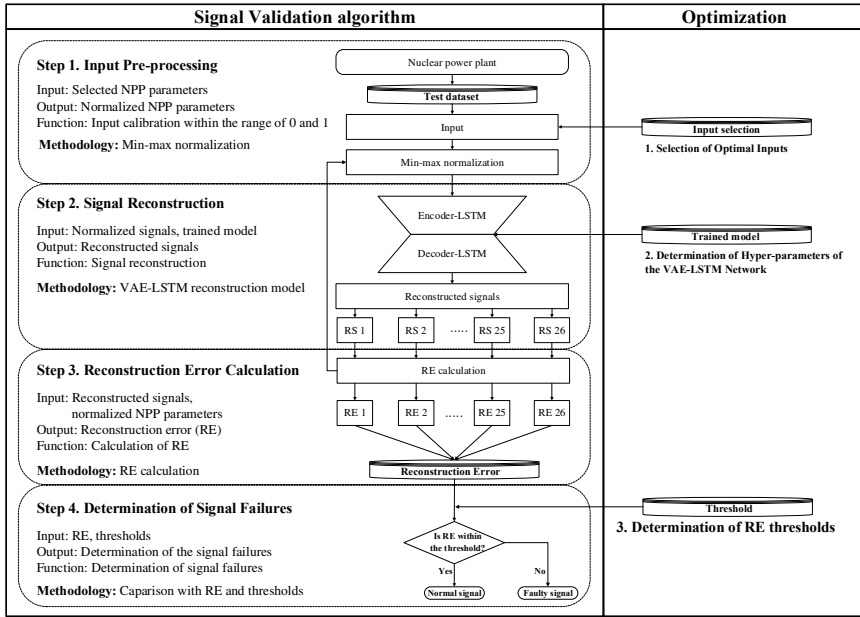 Signal Validation algorithm
Optimization
Step 1. Input Pre-processing
Input: Selected NPP parameters
Output: Normalized NPP parameters
Function: Input calibration within the range of 0 and 1
Methodology: Min-max normalization
Nuclear power plant
Test dataset
Input
Min-max normalization
Input selection
1. Selection of Optimal Inputs
Step 2. Signal Reconstruction
Input: Normalized signals, trained model
Output: Reconstructed signals
Function: Signal reconstruction
Methodology: VAE-LSTM reconstruction model
Encoder-LSTM
Decoder-LSTM
Reconstructed signals
RS 1 RS 2 ..... RS 25 RS 26
Trained model
2. Determination of Hyper-parameters of
the VAE-LSTM Network
Step 3. Reconstruction Error Calculation
Input: Reconstructed signals,
normalized NPP parameters
Output: Reconstruction error (RE)
Function: Calculation of RE
Methodology: RE calculation
RE calculation
RE 1 RE 2 ..... RE 25 RE 26
Reconstruction Error
Step 4. Determination of Signal Failures
Input: RE, thresholds
Output: Determination of the signal failures
Function: Determination of signal failures
Methodology: Caparison with RE and thresholds
Is RE within
the threshold?
Yes
No
Normal signal
Faulty signal
Threshold
3. Determination of RE thresholds